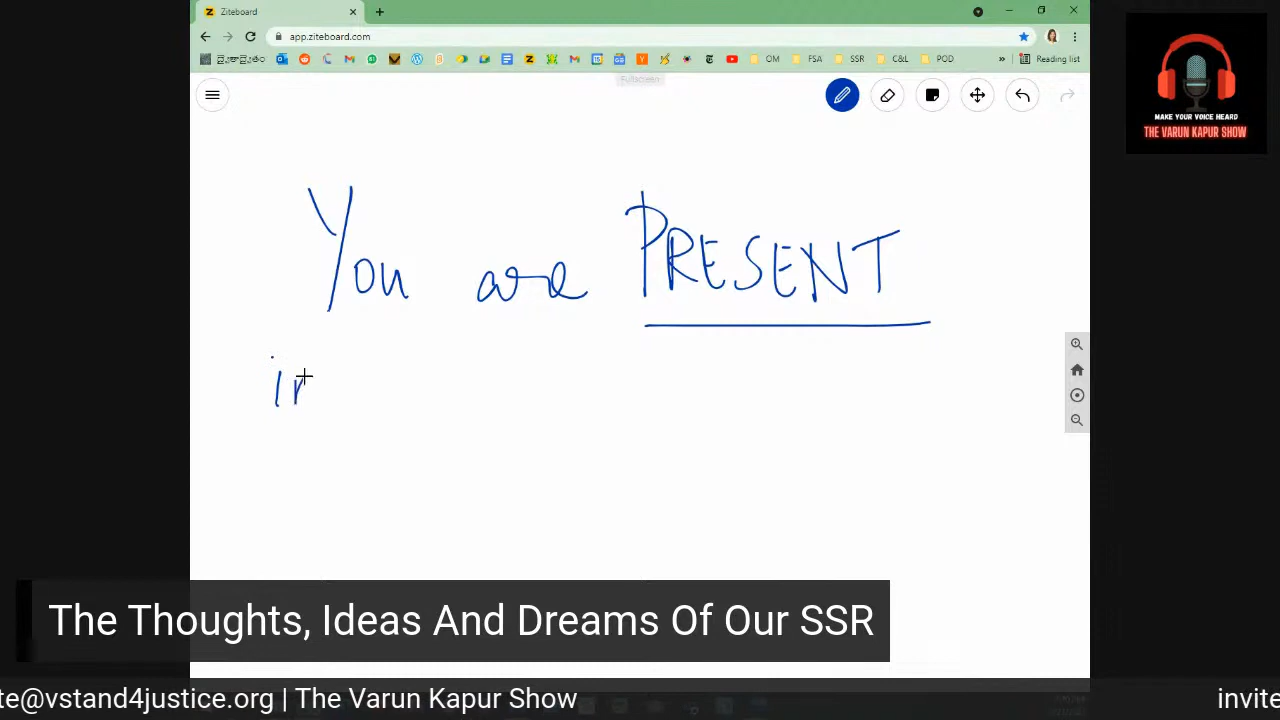 Ziteboard
app.ziteboard.com
OM
FSA
SSR
C&L
POD
»
Reading list
Fullscreen
MAKE YOUR VOICE HEARD
THE VARUN KAPUR SHOW
You are PRESENT
in
The Thoughts, Ideas And Dreams Of Our SSR
te@vstand4justice.org | The Varun Kapur Show
invite